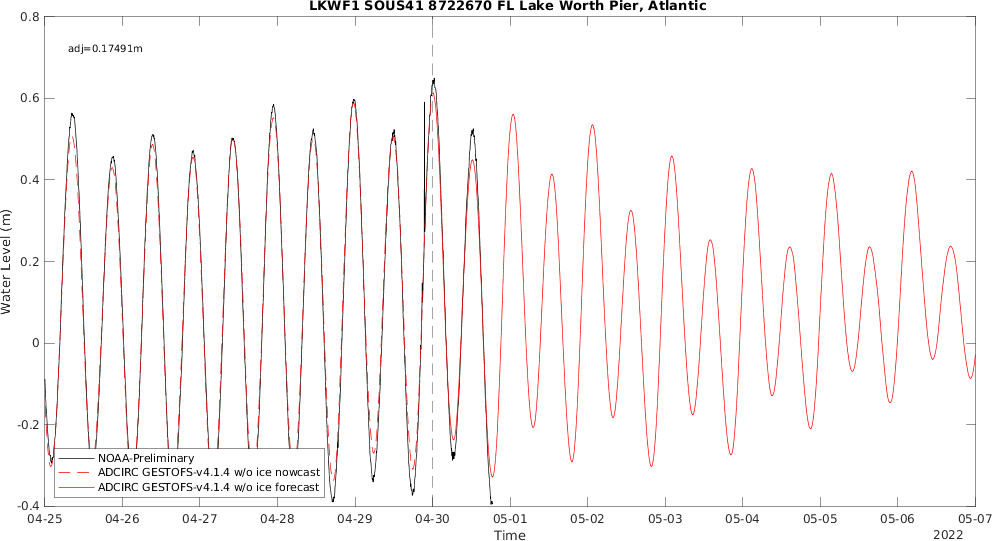 LKWF1 SOUS41 8722670 FL Lake Worth Pier, Atlantic
adj=0.17491m
0.8
0.6
0.4
0.2
0
-0.2
-0.4
Water Level (m)
NOAA-Preliminary
ADCIRC GESTOFS-v4.1.4 w/o ice nowcast
ADCIRC GESTOFS-v4.1.4 w/o ice forecast
04-25 04-26 04-27 04-28 04-29 04-30 05-01 05-02 05-03 05-04 05-05 05-06 05-07
Time
2022